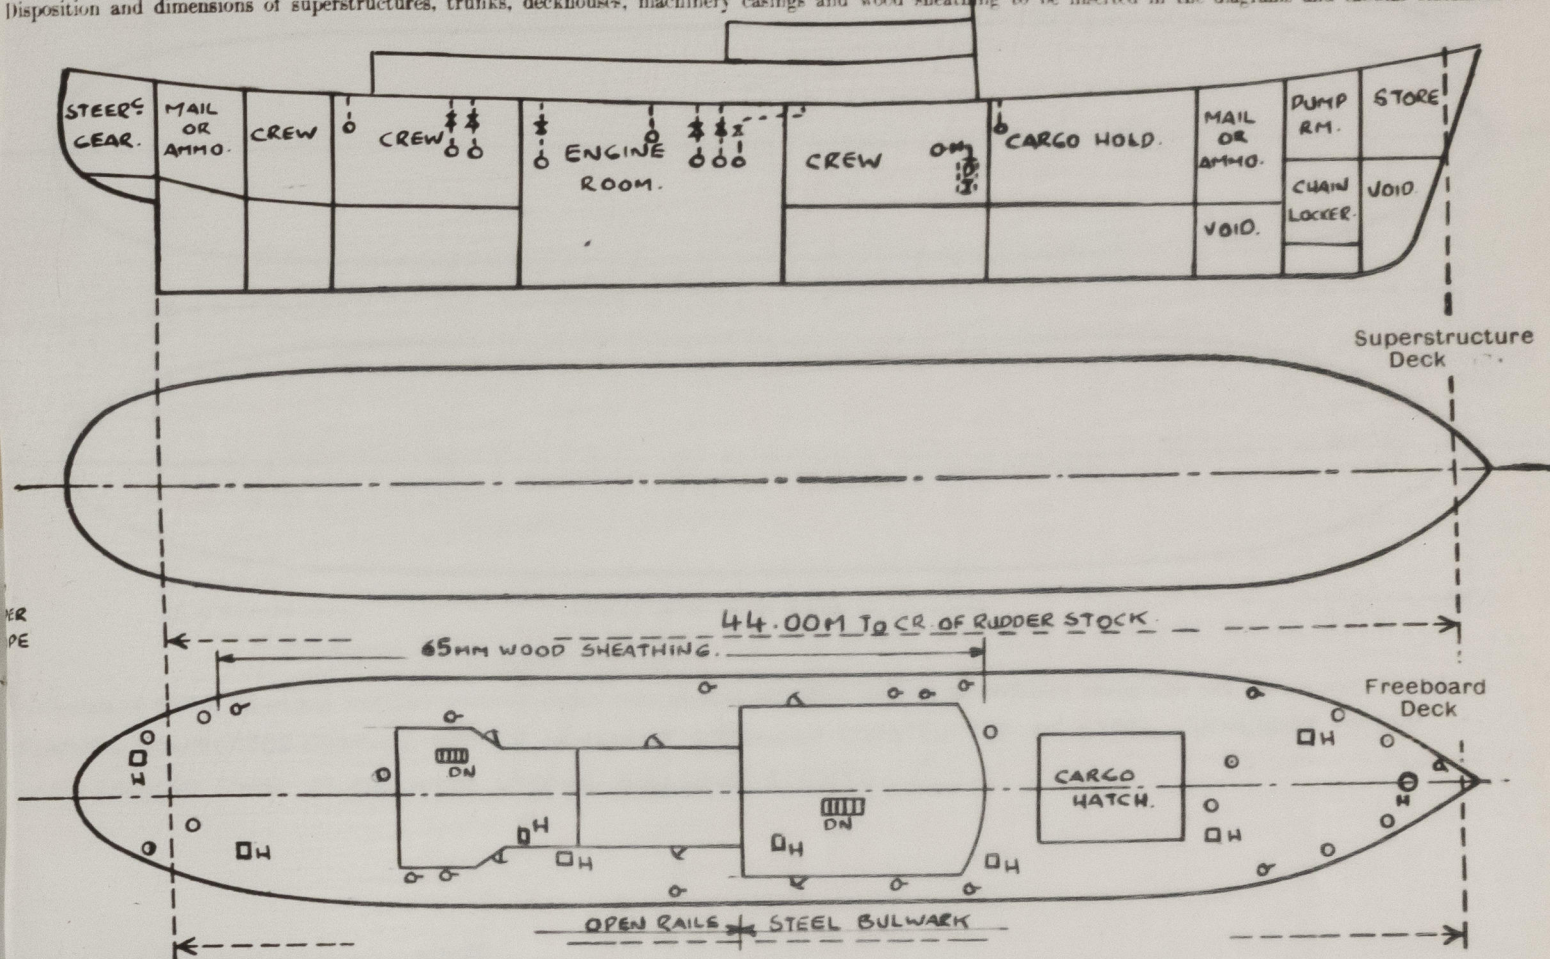 Disposition and dimensions of superstructures, trunks, deckhouses, machinery casings and wood sheathing to be inserted in the diagrams and
STEERG
GEAR.
MAIL
OR
AMMO.
CREW
CREW
ENGINE
ROOM.
CREW
CARGO HOLD.
MAIL
OR
AMMO.
VOID.
PUMP
RM.
CHAIN
LOCKER.
STORE
VOID
Superstructure
Deck
44.00M TO CR. OF RUDDER STOCK
65MM WOOD SHEATHING.
Freeboard
Deck
H
DN
H
H
H
DN
H
H
CARGO
HATCH.
H
H
H
OPEN RAILS
STEEL BULWARK